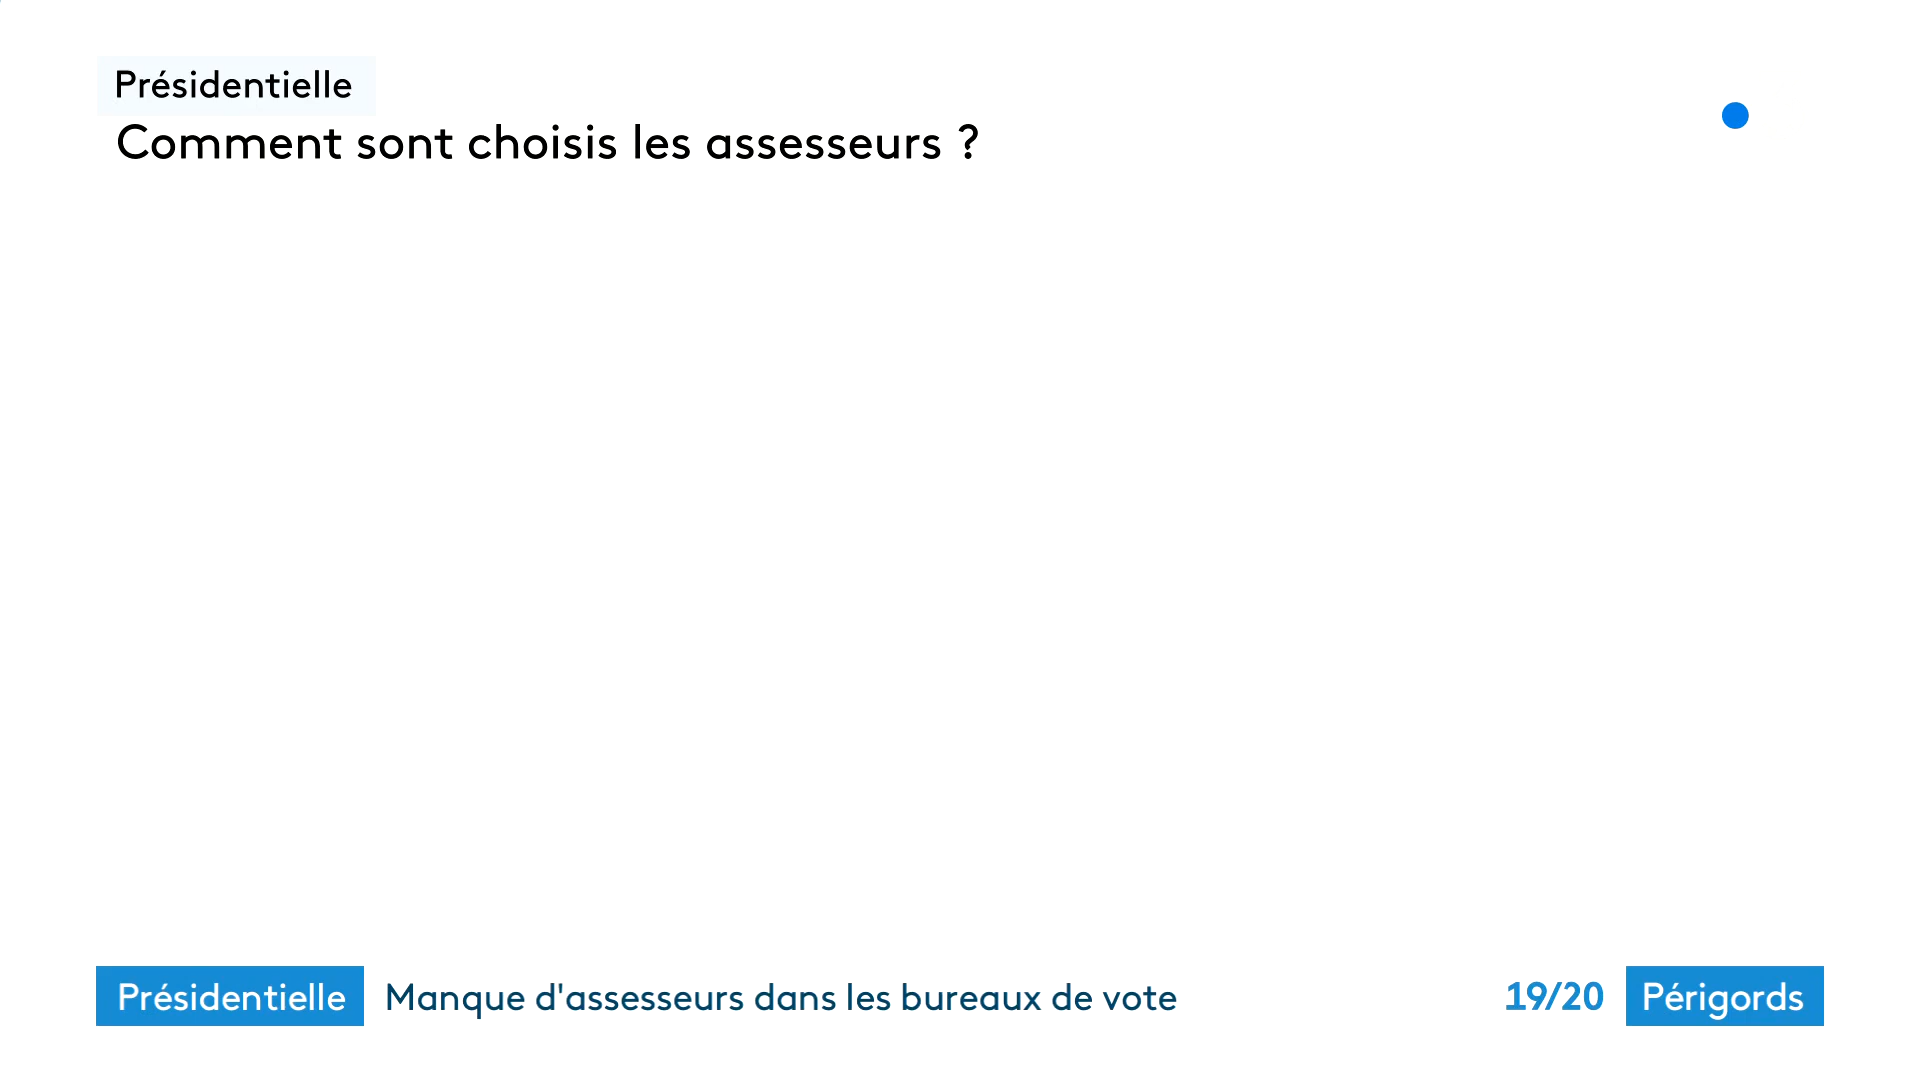 Présidentielle
Comment sont choisis les assesseurs ?
Présidentielle Manque d'assesseurs dans les bureaux de vote 19/20 Périgords